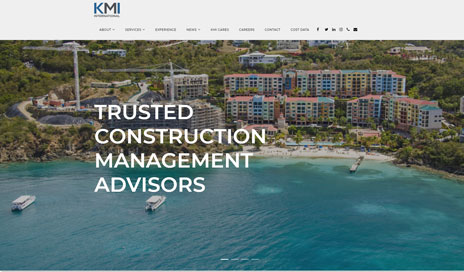 KMI
INTERNATIONAL
ABOUT SERVICES EXPERIENCE NEWS KMI CARES CAREERS CONTACT COST DATA
TRUSTED
CONSTRUCTION
MANAGEMENT
ADVISORS